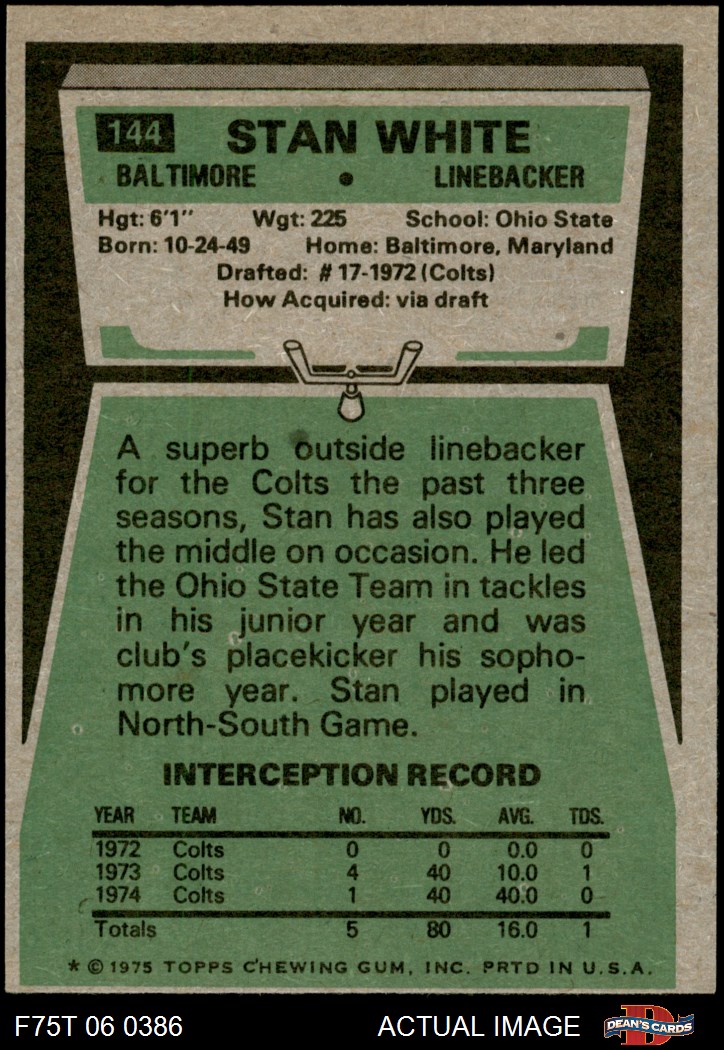 144 STAN WHITE
BALTIMORE • LINEBACKER
Hgt: 6'1" Wgt: 225 School: Ohio State
Born: 10-24-49 Home: Baltimore, Maryland
Drafted: #17-1972 (Colts)
How Acquired: via draft
A superb outside linebacker
for the Colts the past three
seasons, Stan has also played
the middle on occasion. He led
the Ohio State Team in tackles
in his junior year and was
club's placekicker his sopho-
more year. Stan played in
North-South Game.
INTERCEPTION RECORD
YEAR TEAM NO. YDS. AVG. TDS.
1972 Colts 0 0 0.0 0
1973 Colts 4 40 10.0 1
1974 Colts 1 40 40.0 0
Totals 5 80 16.0 1
* © 1975 TOPPS CHEWING GUM, INC. PRTD IN U.S.A.
F75T 06 0386 ACTUAL IMAGE D DEAN'S CARDS